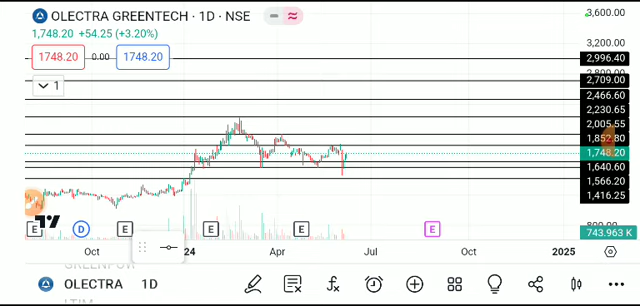 OLECTRA GREENTECH · 1D · NSE
1,748.20 +54.25 (+3.20%)
1748.20 0.00 1748.20
1
3,600.00
3,200.00
2,996.40
2,709.00
2,466.60
2,230.65
2,005.55
1,852.80
1,748.20
1,640.60
1,566.20
1,416.25
743.963 K
E D E E E E
Oct 24 Apr Jul Oct 2025
OLECTRA 1D